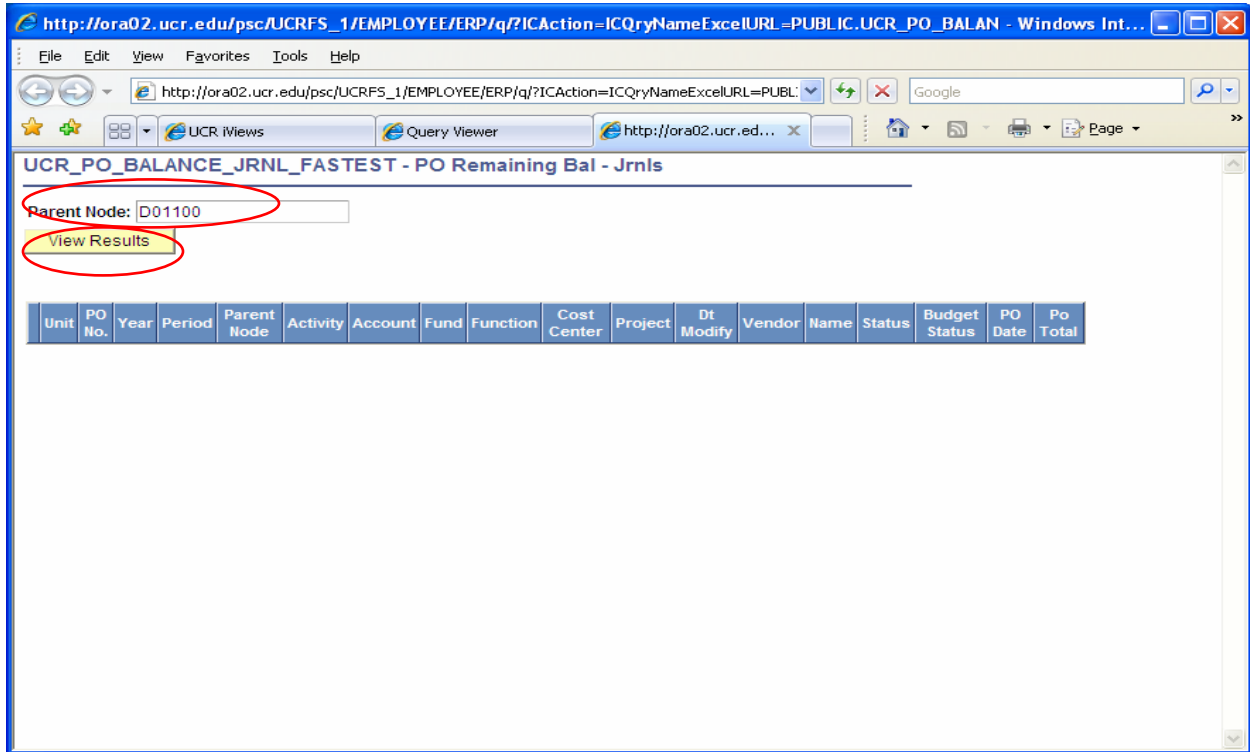 http://ora02.ucr.edu/psc/UCRFS_1/EMPLOYEE/ERP/q/?ICAction=ICQryNameExcelURL=PUBLIC.UCR_PO_BALAN - Windows Int...
File Edit View Favorites Tools Help
http://ora02.ucr.edu/psc/UCRFS_1/EMPLOYEE/ERP/q/?ICAction=ICQryNameExcelURL=PUBL: Google
UCR iViews Query Viewer http://ora02.ucr.ed... Page
UCR_PO_BALANCE_JRNL_FASTEST - PO Remaining Bal - Jrnls
Parent Node: D01100
View Results
Unit PO No. Year Period Parent Node Activity Account Fund Function Cost Center Project Dt Modify Vendor Name Status Budget Status PO Date Po Total